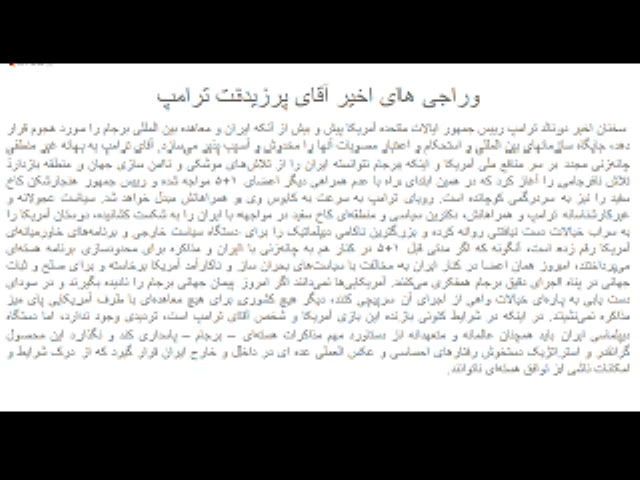 وراجی های اخیر آقای پرزیدنت ترامپ
سخنان اخیر دونالد ترامپ رییس جمهور ایالات متحده آمریکا پیش و بیش از آنکه ایران و معاهده بین المللی برجام را مورد هجوم قرار
دهد، جایگاه سازمانهای بین المللی و استحکام و اعتبار مصوبات آنها را مخدوش و آسیب پذیر می‌سازد. آقای ترامپ به بهانه غیر منطقی
چانه‌زنی مجدد بر سر منافع ملی آمریکا و اینکه برجام نتوانسته ایران را از تلاش‌های موشکی و ناامن سازی جهان و منطقه بازدارد
تلاش نافرجامی را آغاز کرد که در همین ابتدای راه با عدم همراهی دیگر اعضای ۱+۵ مواجه شده و رییس جمهور هنجارشکن کاخ
سفید را نیز به سردرگمی کوچانده است. رویای ترامپ به سرعت به کابوس وی و همراهانش مبدل خواهد شد. سیاست عجولانه و
غیرکارشناسانه ترامپ و همراهانش، دکترین سیاسی و منطقه‌ای کاخ سفید در مواجهه با ایران را به شکست کشانیده، دوستان آمریکا را
به سراب خیالات دست نیافتنی روانه کرده و بزرگترین ناکامی دیپلماتیک را برای دستگاه سیاست خارجی و برنامه‌های خاورمیانه‌ای
آمریکا رقم زده است، آنگونه که اگر مدتی قبل ۱+۵ در کنار هم به چانه‌زنی با ایران و مذاکره برای محدودسازی برنامه هسته‌ای
می‌پرداختند، امروز همان اعضا در کنار ایران به مخالفت با سیاست‌های بحران ساز و ناکارآمد آمریکا برخاسته و برای صلح و ثبات
جهانی در پناه اجرای دقیق برجام همفکری می‌کنند. آمریکایی‌ها نمی‌دانند اگر امروز پیمان جهانی برجام را نادیده بگیرند و در سودای
دست یابی به پاره‌ای خیالات واهی از اجرای آن سرپیچی کنند، دیگر هیچ کشوری برای هیچ معاهده‌ای با طرف آمریکایی پای میز
مذاکره نمی‌نشیند. در اینکه در شرایط کنونی بازنده این بازی آمریکا و شخص آقای ترامپ است، تردیدی وجود ندارد، اما دستگاه
دیپلماسی ایران باید همچنان عالمانه و متعهدانه از دستاورد مهم مذاکرات هسته‌ای – برجام – پاسداری کند و نگذارد این محصول
گرانقدر و استراتژیک دستخوش رفتارهای احساسی و عکس العملی عده ای در داخل و خارج ایران قرار گیرد که از درک شرایط و
امکانات ناشی از توافق هسته‌ای ناتوانند.